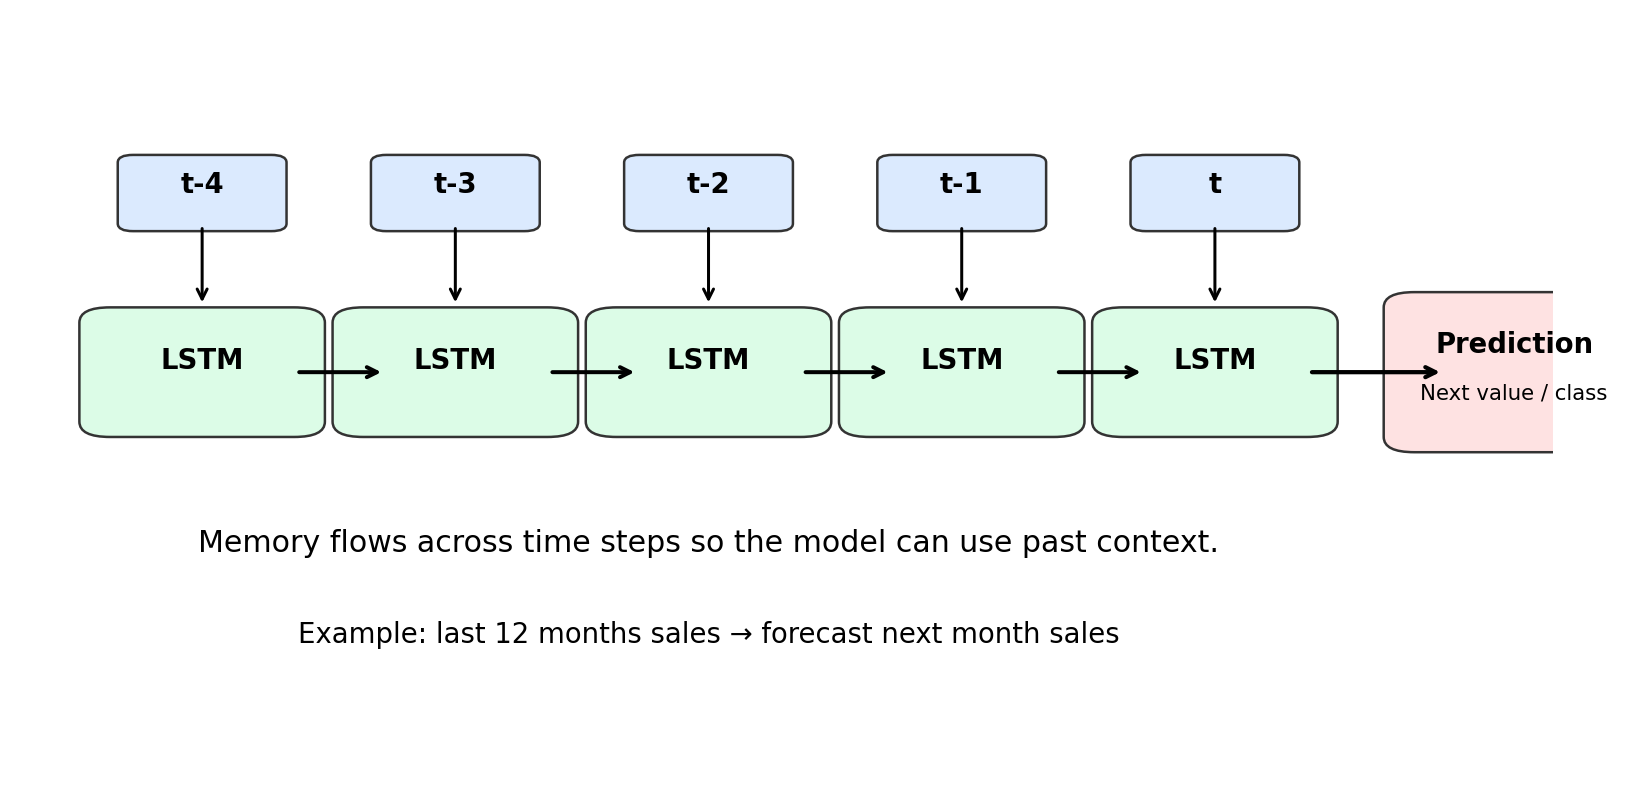 t-4
t-3
t-2
t-1
t
LSTM
LSTM
LSTM
LSTM
LSTM
Prediction
Next value / class
Memory flows across time steps so the model can use past context.
Example: last 12 months sales → forecast next month sales